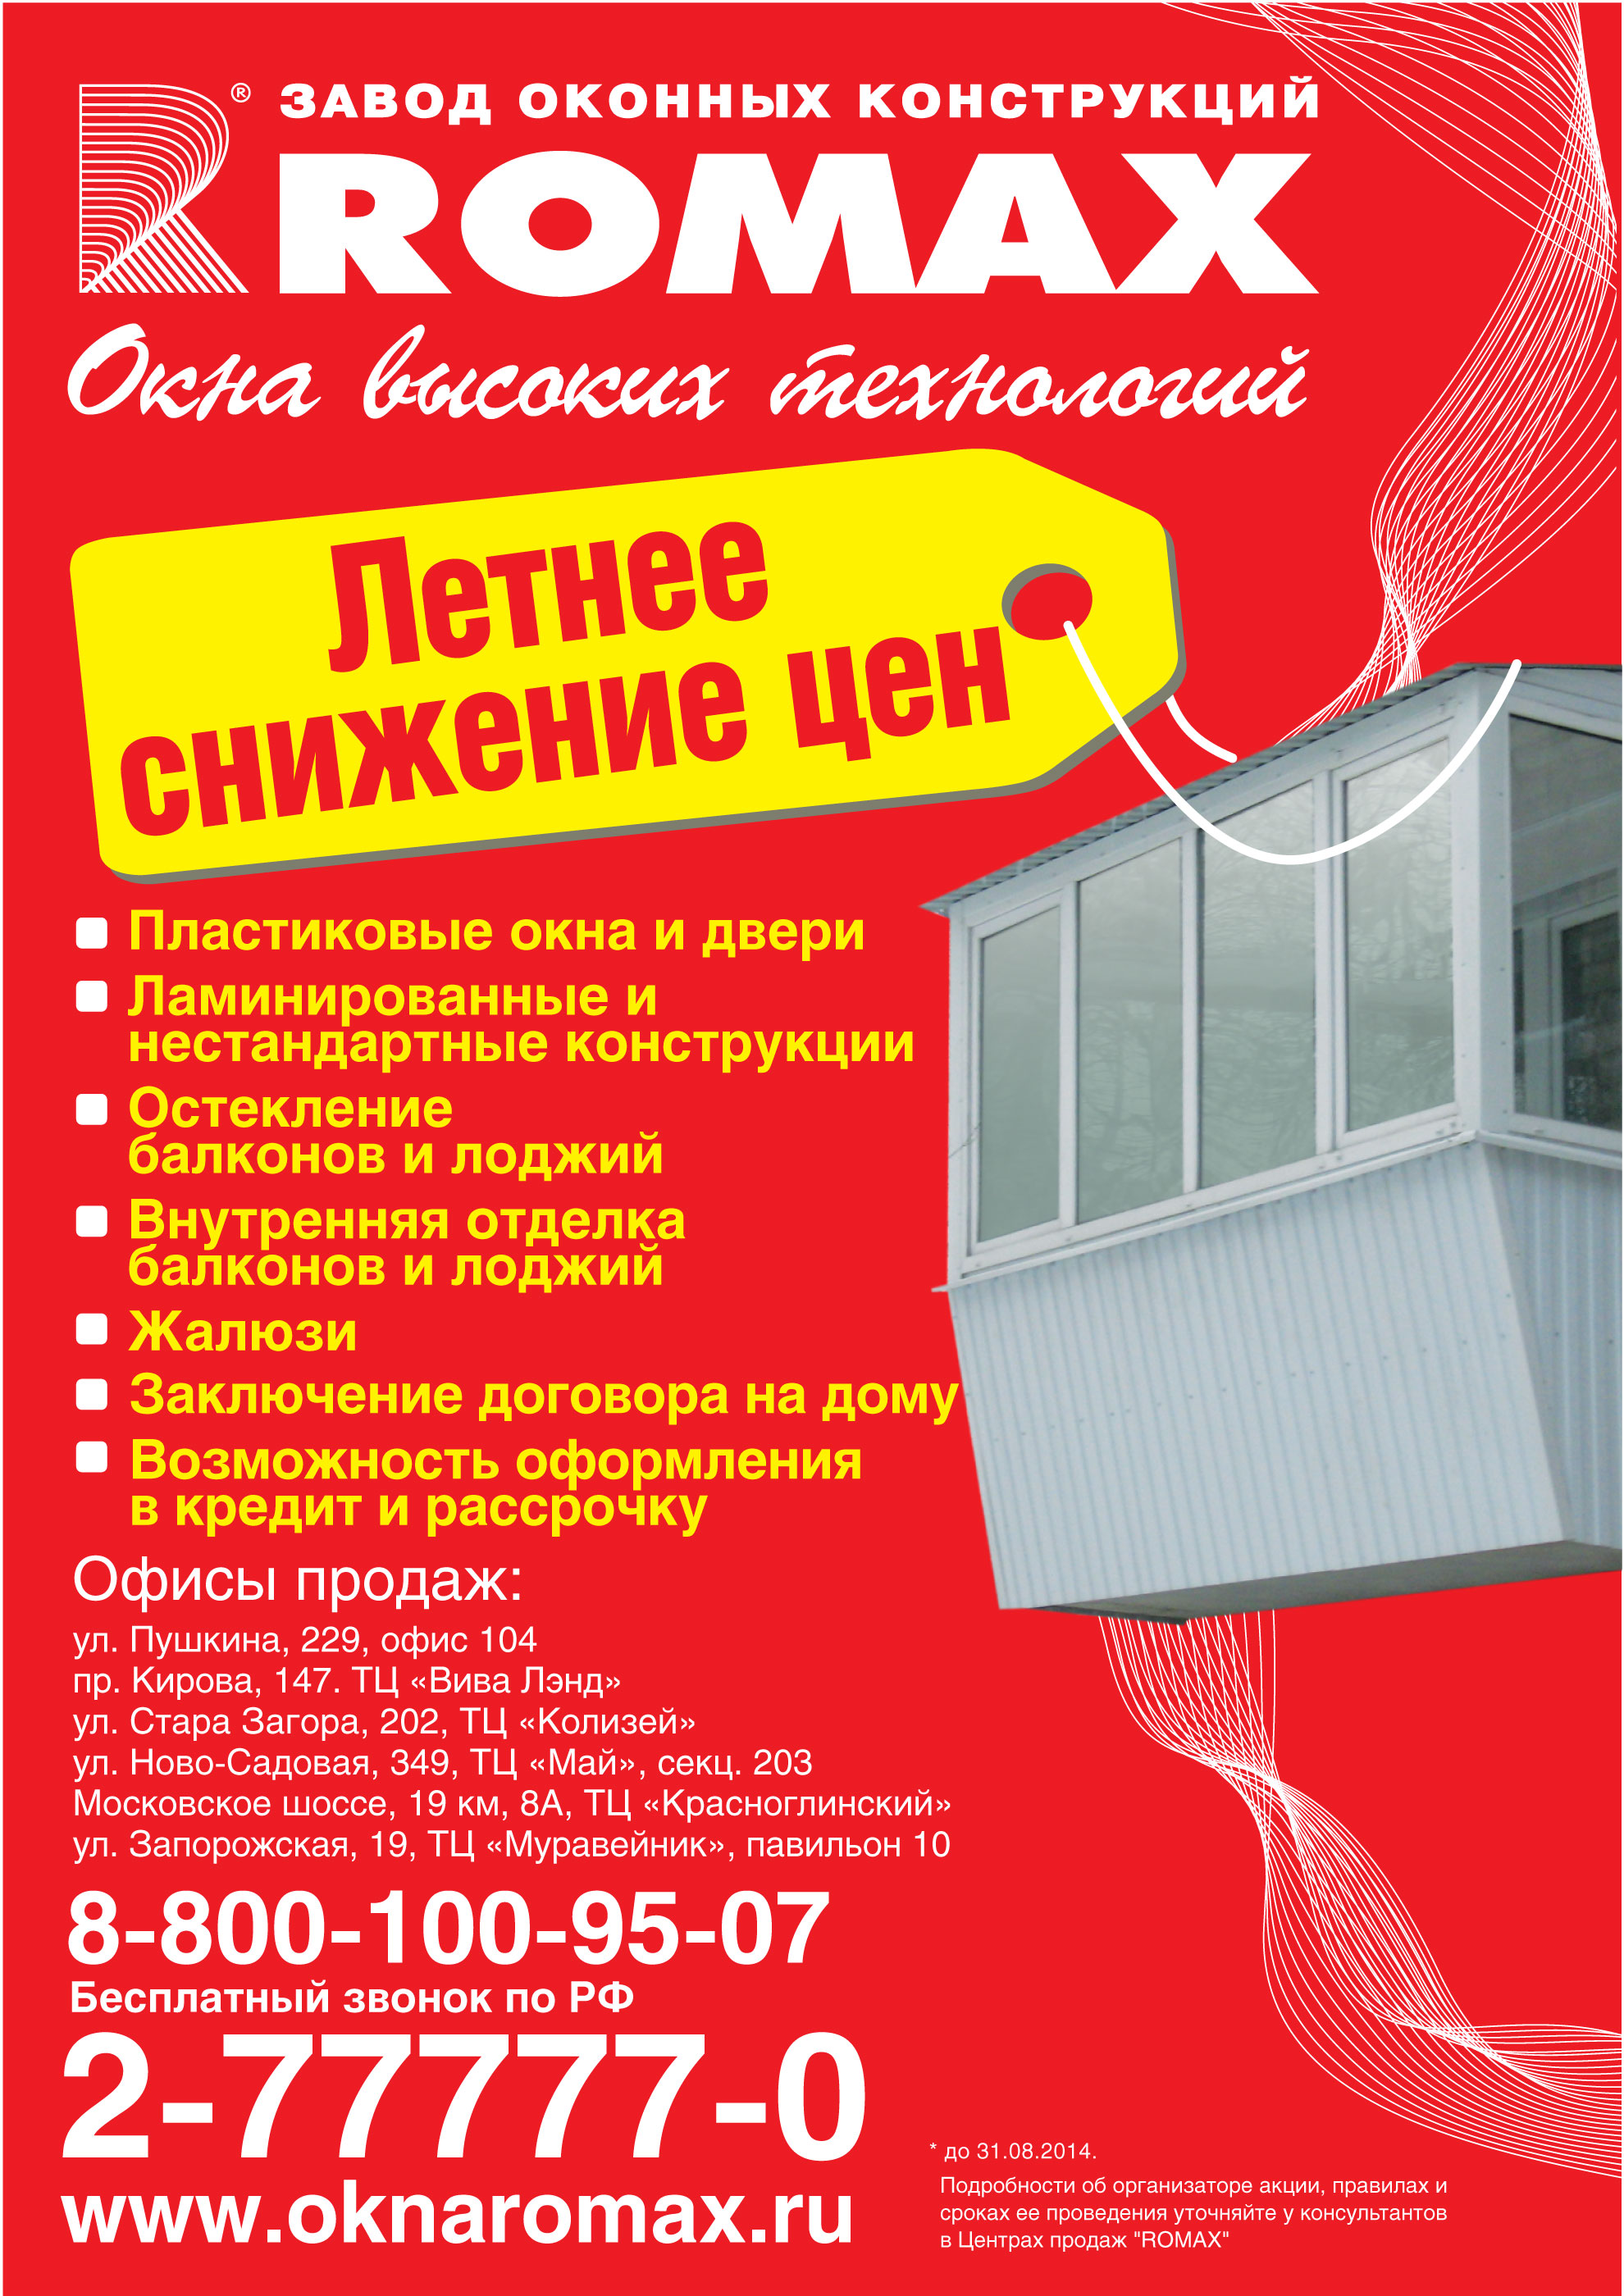 ®
ЗАВОД ОКОННЫХ КОНСТРУКЦИЙ
ROMAX
Окна высоких технологий
Летнее
снижение цен
Пластиковые окна и двери
Ламинированные и
нестандартные конструкции
Остекление
балконов и лоджий
Внутренняя отделка
балконов и лоджий
Жалюзи
Заключение договора на дому
Возможность оформления
в кредит и рассрочку
Офисы продаж:
ул. Пушкина, 229, офис 104
пр. Кирова, 147. ТЦ «Вива Лэнд»
ул. Стара Загора, 202, ТЦ «Колизей»
ул. Ново-Садовая, 349, ТЦ «Май», секц. 203
Московское шоссе, 19 км, 8А, ТЦ «Красноглинский»
ул. Запорожская, 19, ТЦ «Муравейник», павильон 10
8-800-100-95-07
Бесплатный звонок по РФ
2-77777-0
www.oknaromax.ru
* до 31.08.2014.
Подробности об организаторе акции, правилах и
сроках ее проведения уточняйте у консультантов
в Центрах продаж "ROMAX"